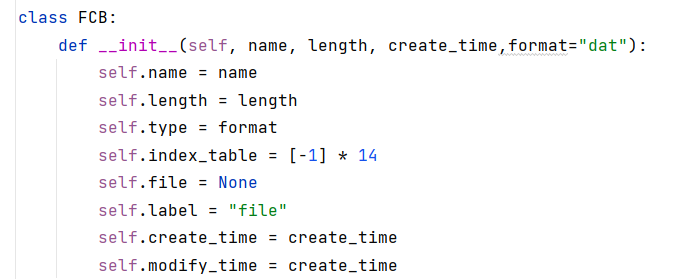 class FCB:
    def __init__(self, name, length, create_time,format="dat"):
        self.name = name
        self.length = length
        self.type = format
        self.index_table = [-1] * 14
        self.file = None
        self.label = "file"
        self.create_time = create_time
        self.modify_time = create_time